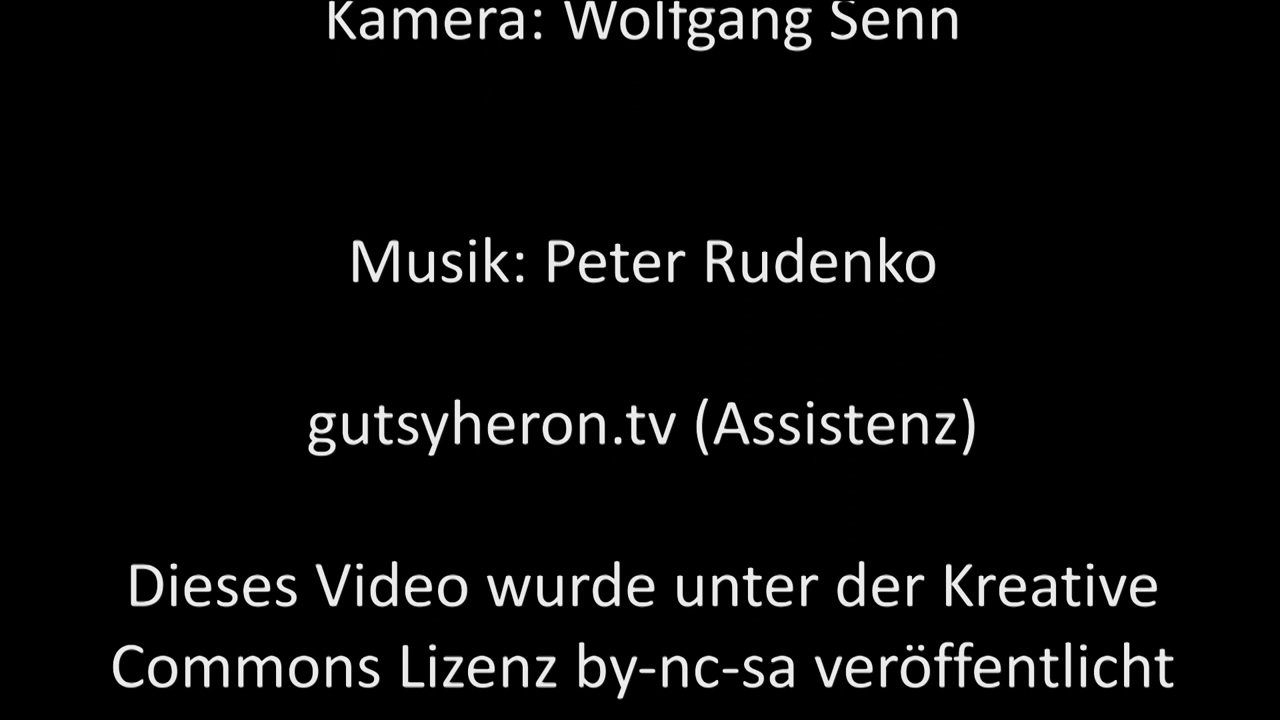 Kamera: Wolfgang Senn
Musik: Peter Rudenko
gutsyheron.tv (Assistenz)
Dieses Video wurde unter der Kreative
Commons Lizenz by-nc-sa veröffentlicht